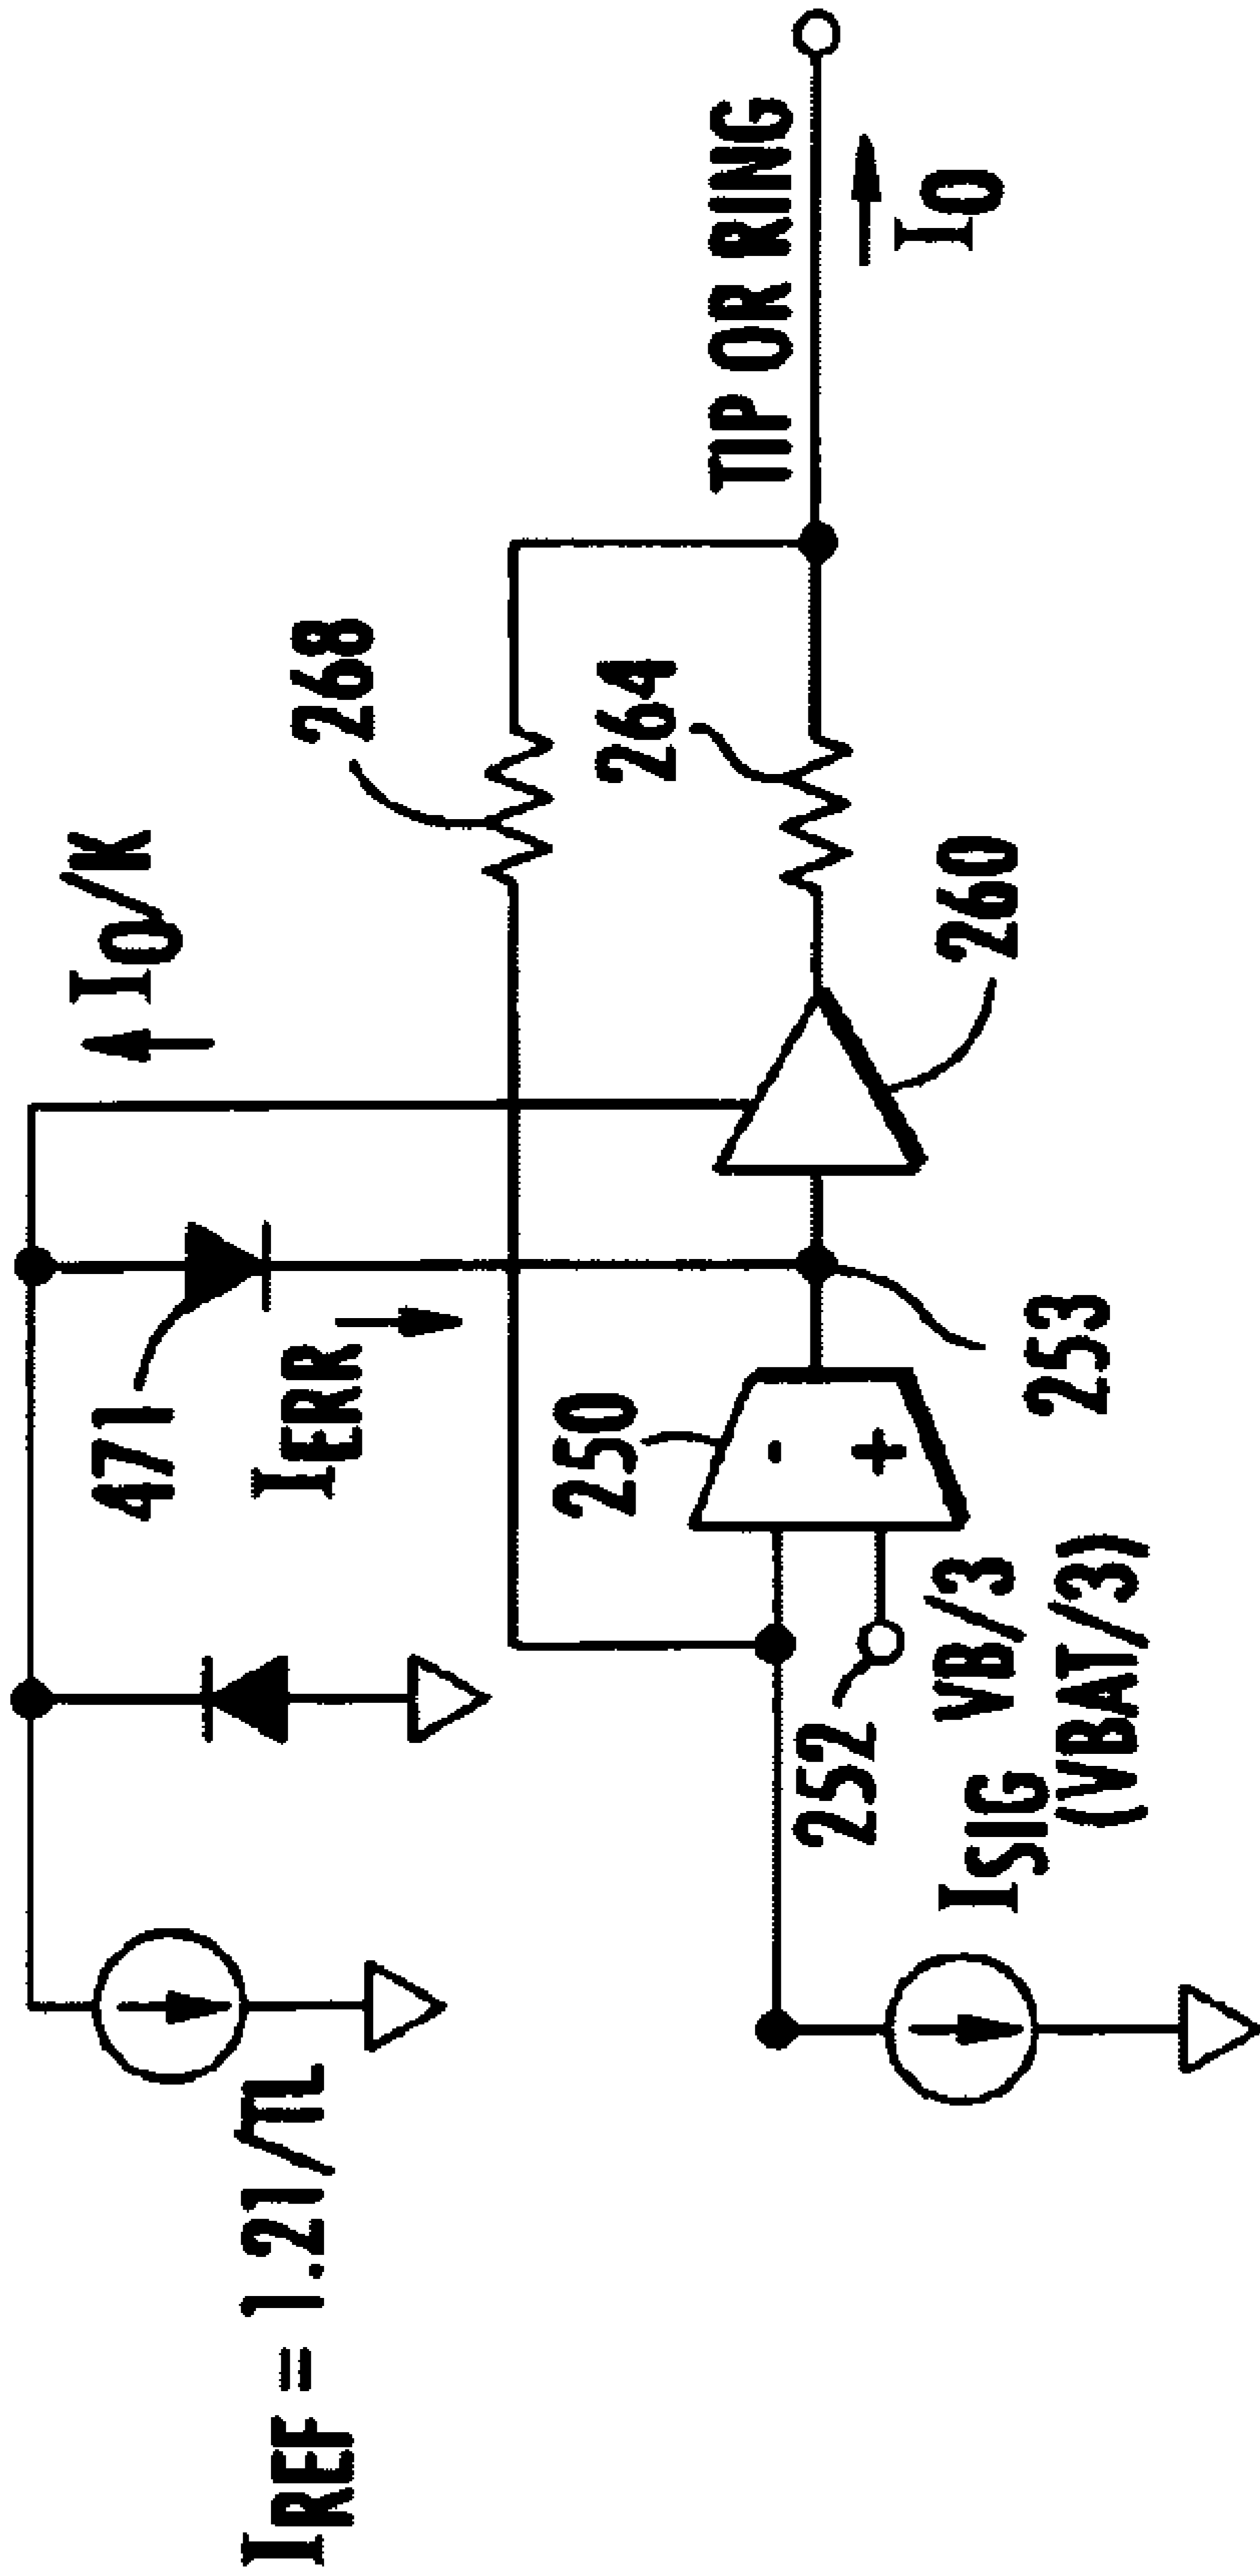 IO/K
471
IREF = 1.21/TL
IERR
268
250
264
TIP OR RING
252
ISIG
VB/3
(VBAT/3)
260
IO
253
-
+